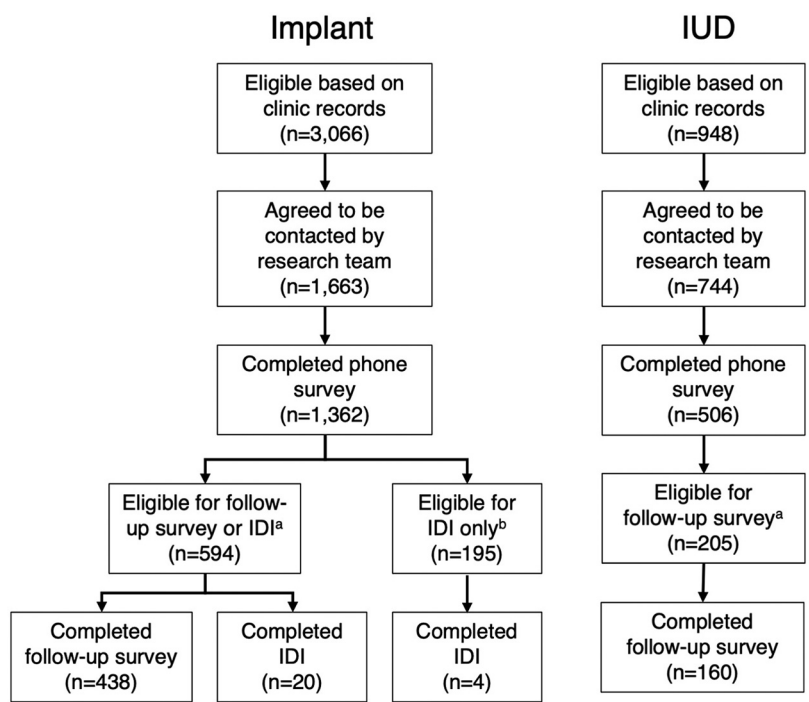 Implant
Eligible based on
clinic records
(n=3,066)
Agreed to be
contacted by
research team
(n=1,663)
Completed phone
survey
(n=1,362)
Eligible for follow-
up survey or IDIᵃ
(n=594)
Eligible for
IDI onlyᵇ
(n=195)
Completed
follow-up survey
(n=438)
Completed
IDI
(n=20)
Completed
IDI
(n=4)
IUD
Eligible based on
clinic records
(n=948)
Agreed to be
contacted by
research team
(n=744)
Completed phone
survey
(n=506)
Eligible for
follow-up surveyᵃ
(n=205)
Completed
follow-up survey
(n=160)